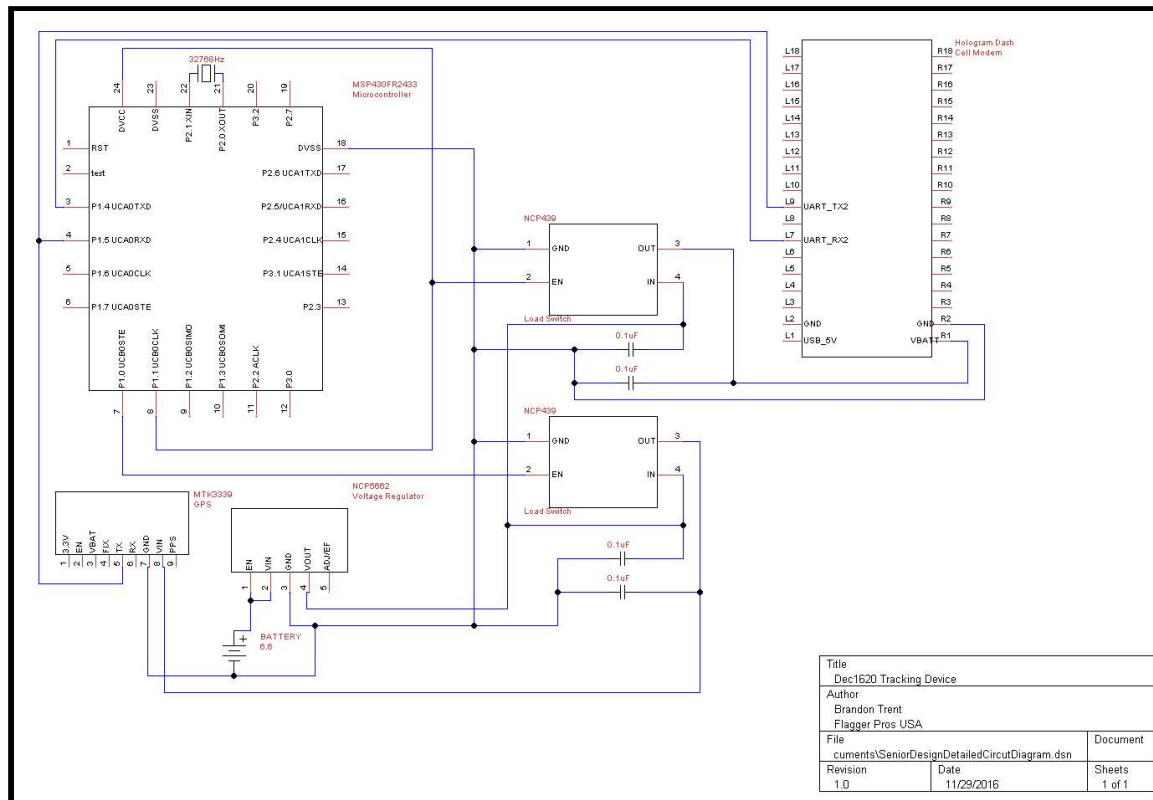 32768Hz
24
23
22
21
20
19
DVCC
DVSS
P2.1 XIN
P2.0 XOUT
P3.2
P2.7
MSP430FR2433
Microcontroller
1 RST
2 test
3 P1.4 UCA0TXD
4 P1.5 UCA0RXD
5 P1.6 UCA0CLK
6 P1.7 UCA0STE
DVSS 18
P2.6 UCA1TXD 17
P2.5/UCA1RXD 16
P2.4 UCA1CLK 15
P3.1 UCA1STE 14
P2.3 13
P1.0 UCB0STE
P1.1 UCB0CLK
P1.2 UCB0SIMO
P1.3 UCB0SOMI
P2.2 ACLK
P3.0
7
8
9
10
11
12
Hologram Dash
Cell Modem
L18
L17
L16
L15
L14
L13
L12
L11
L10
L9 UART_TX2
L8
L7 UART_RX2
L6
L5
L4
L3
L2 GND
L1 USB_5V
R18
R17
R16
R15
R14
R13
R12
R11
R10
R9
R8
R7
R6
R5
R4
R3
GND R2
VBATT R1
NCP439
1 GND OUT 3
2 EN IN 4
Load Switch
0.1uF
0.1uF
NCP439
1 GND OUT 3
2 EN IN 4
Load Switch
0.1uF
0.1uF
MTK3339
GPS
3.3V
EN
VBAT
FIX
TX
RX
GND
VIN
PPS
1
2
3
4
5
6
7
8
9
NCP5662
Voltage Regulator
EN
VIN
GND
VOUT
ADJ/EF
1
2
3
4
5
+
BATTERY
6.6
Title
Dec1620 Tracking Device
Author
Brandon Trent
Flagger Pros USA
File Document
cuments\SeniorDesignDetailedCircutDiagram.dsn
Revision Date Sheets
1.0 11/29/2016 1 of 1